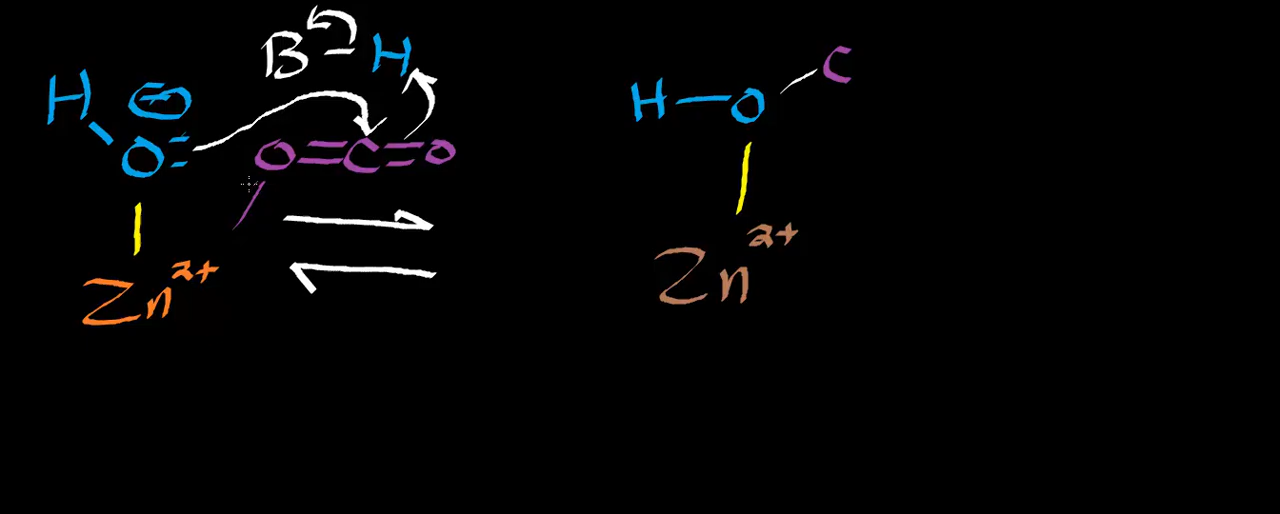 B – H
H
⊖
O
O=C=O
Zn²⁺
H–O
C
Zn²⁺